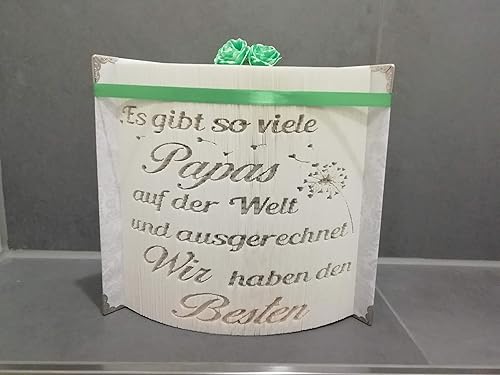 Es gibt so viele
Papas
auf der Welt
und ausgerechnet
Wir haben den
Besten